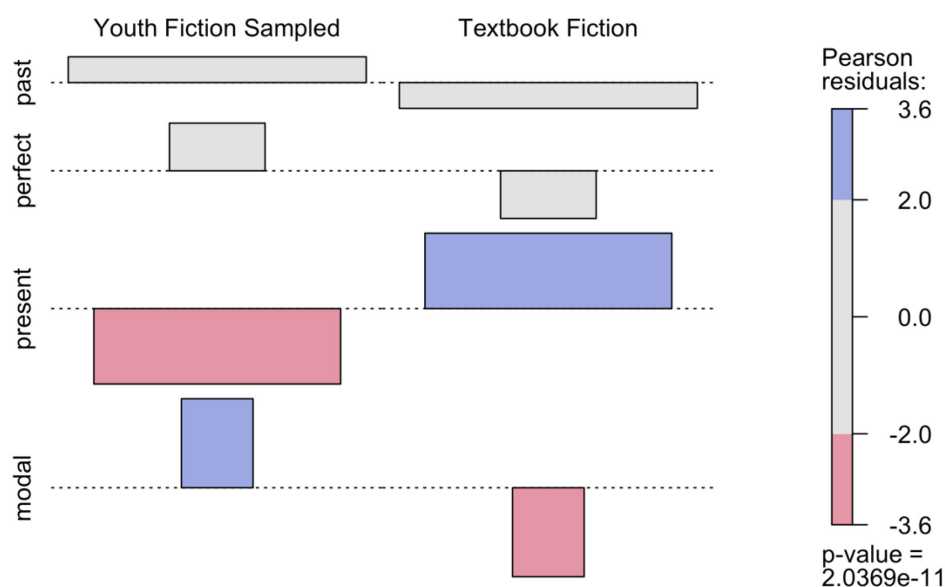 Youth Fiction Sampled
Textbook Fiction
past
perfect
present
modal
Pearson
residuals:
3.6
2.0
0.0
-2.0
-3.6
p-value =
2.0369e-11